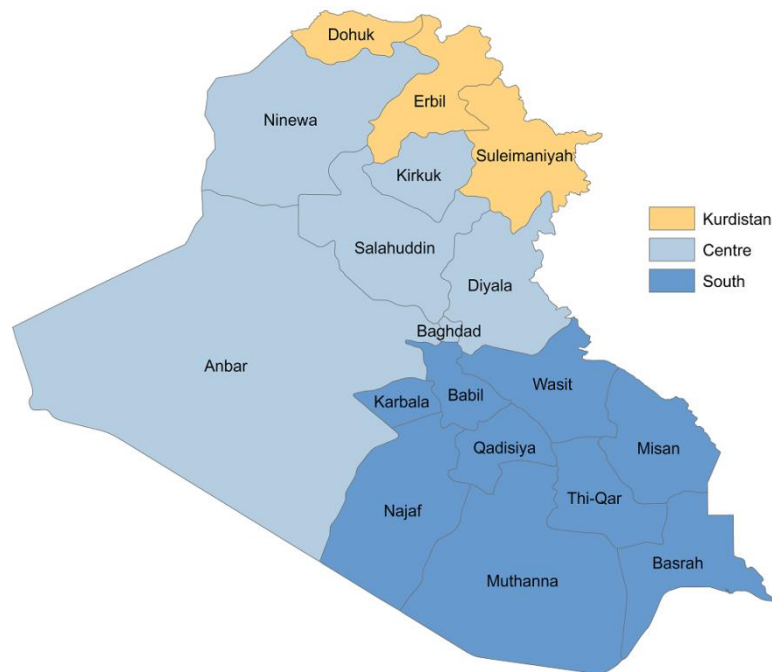 Dohuk
Erbil
Ninewa
Suleimaniyah
Kirkuk
Kurdistan
Centre
South
Salahuddin
Diyala
Baghdad
Anbar
Wasit
Babil
Karbala
Qadisiya
Misan
Thi-Qar
Najaf
Basrah
Muthanna